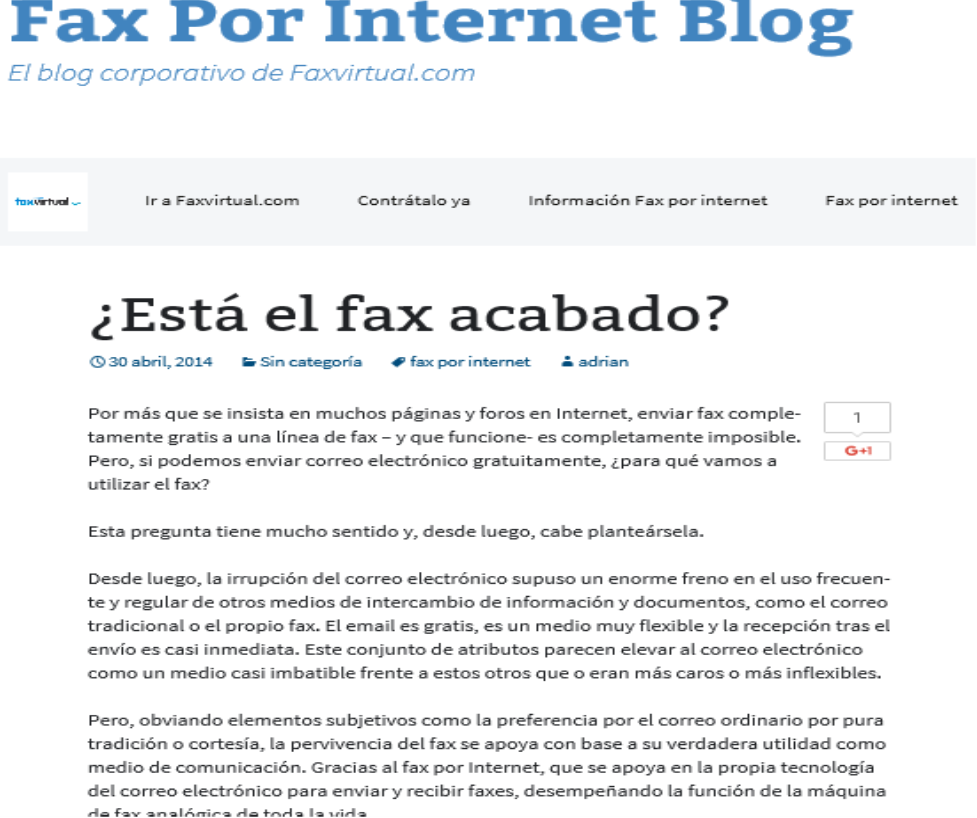 Fax Por Internet Blog
El blog corporativo de Faxvirtual.com
faxvirtual
Ir a Faxvirtual.com
Contrátalo ya
Información Fax por internet
Fax por internet
¿Está el fax acabado?
30 abril, 2014 Sin categoría fax por internet adrian
Por más que se insista en muchos páginas y foros en Internet, enviar fax comple-
tamente gratis a una línea de fax – y que funcione- es completamente imposible.
Pero, si podemos enviar correo electrónico gratuitamente, ¿para qué vamos a
utilizar el fax?
1
G+1
Esta pregunta tiene mucho sentido y, desde luego, cabe planteársela.
Desde luego, la irrupción del correo electrónico supuso un enorme freno en el uso frecuen-
te y regular de otros medios de intercambio de información y documentos, como el correo
tradicional o el propio fax. El email es gratis, es un medio muy flexible y la recepción tras el
envío es casi inmediata. Este conjunto de atributos parecen elevar al correo electrónico
como un medio casi imbatible frente a estos otros que o eran más caros o más inflexibles.
Pero, obviando elementos subjetivos como la preferencia por el correo ordinario por pura
tradición o cortesía, la pervivencia del fax se apoya con base a su verdadera utilidad como
medio de comunicación. Gracias al fax por Internet, que se apoya en la propia tecnología
del correo electrónico para enviar y recibir faxes, desempeñando la función de la máquina
de fax analógica de toda la vida